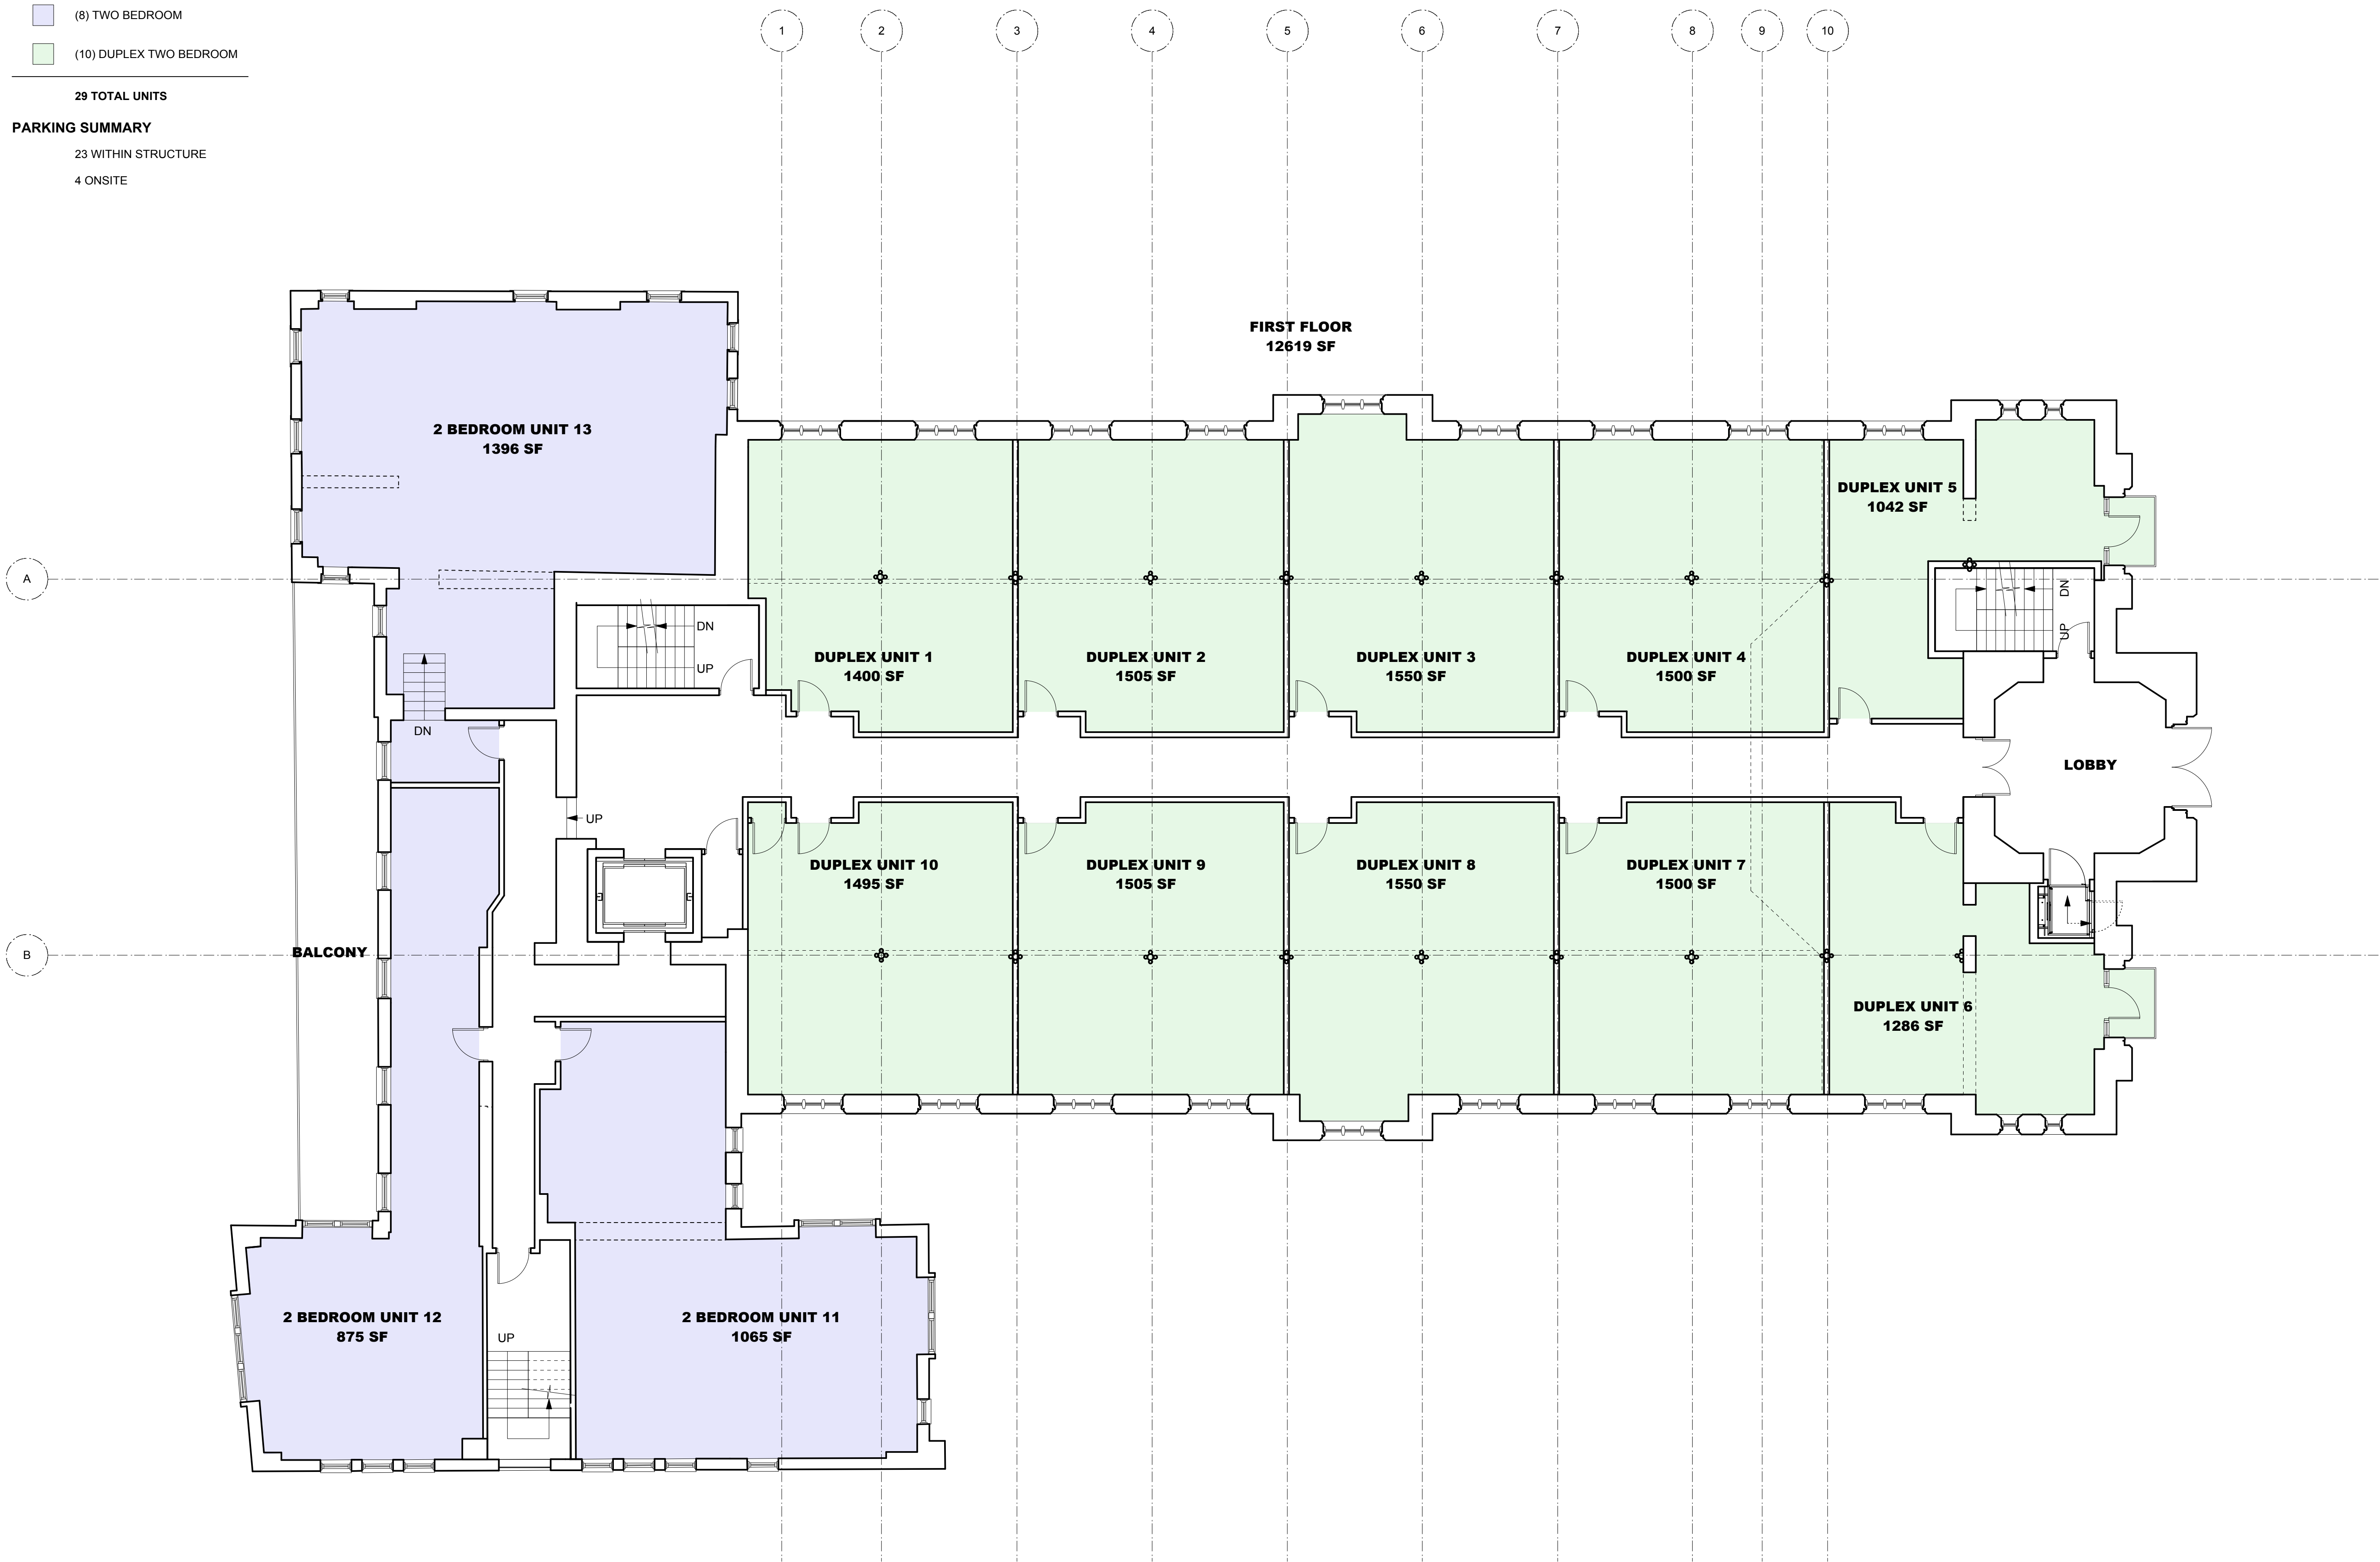 (8) TWO BEDROOM
(10) DUPLEX TWO BEDROOM
29 TOTAL UNITS
PARKING SUMMARY
23 WITHIN STRUCTURE
4 ONSITE
1
2
3
4
5
6
7
8
9
10
FIRST FLOOR
12619 SF
2 BEDROOM UNIT 13
1396 SF
DUPLEX UNIT 5
1042 SF
A
DN
DN
UP
UP
DUPLEX UNIT 1
1400 SF
DUPLEX UNIT 2
1505 SF
DUPLEX UNIT 3
1550 SF
DUPLEX UNIT 4
1500 SF
DN
LOBBY
UP
DUPLEX UNIT 10
1495 SF
DUPLEX UNIT 9
1505 SF
DUPLEX UNIT 8
1550 SF
DUPLEX UNIT 7
1500 SF
B
BALCONY
DUPLEX UNIT 6
1286 SF
2 BEDROOM UNIT 12
875 SF
UP
2 BEDROOM UNIT 11
1065 SF